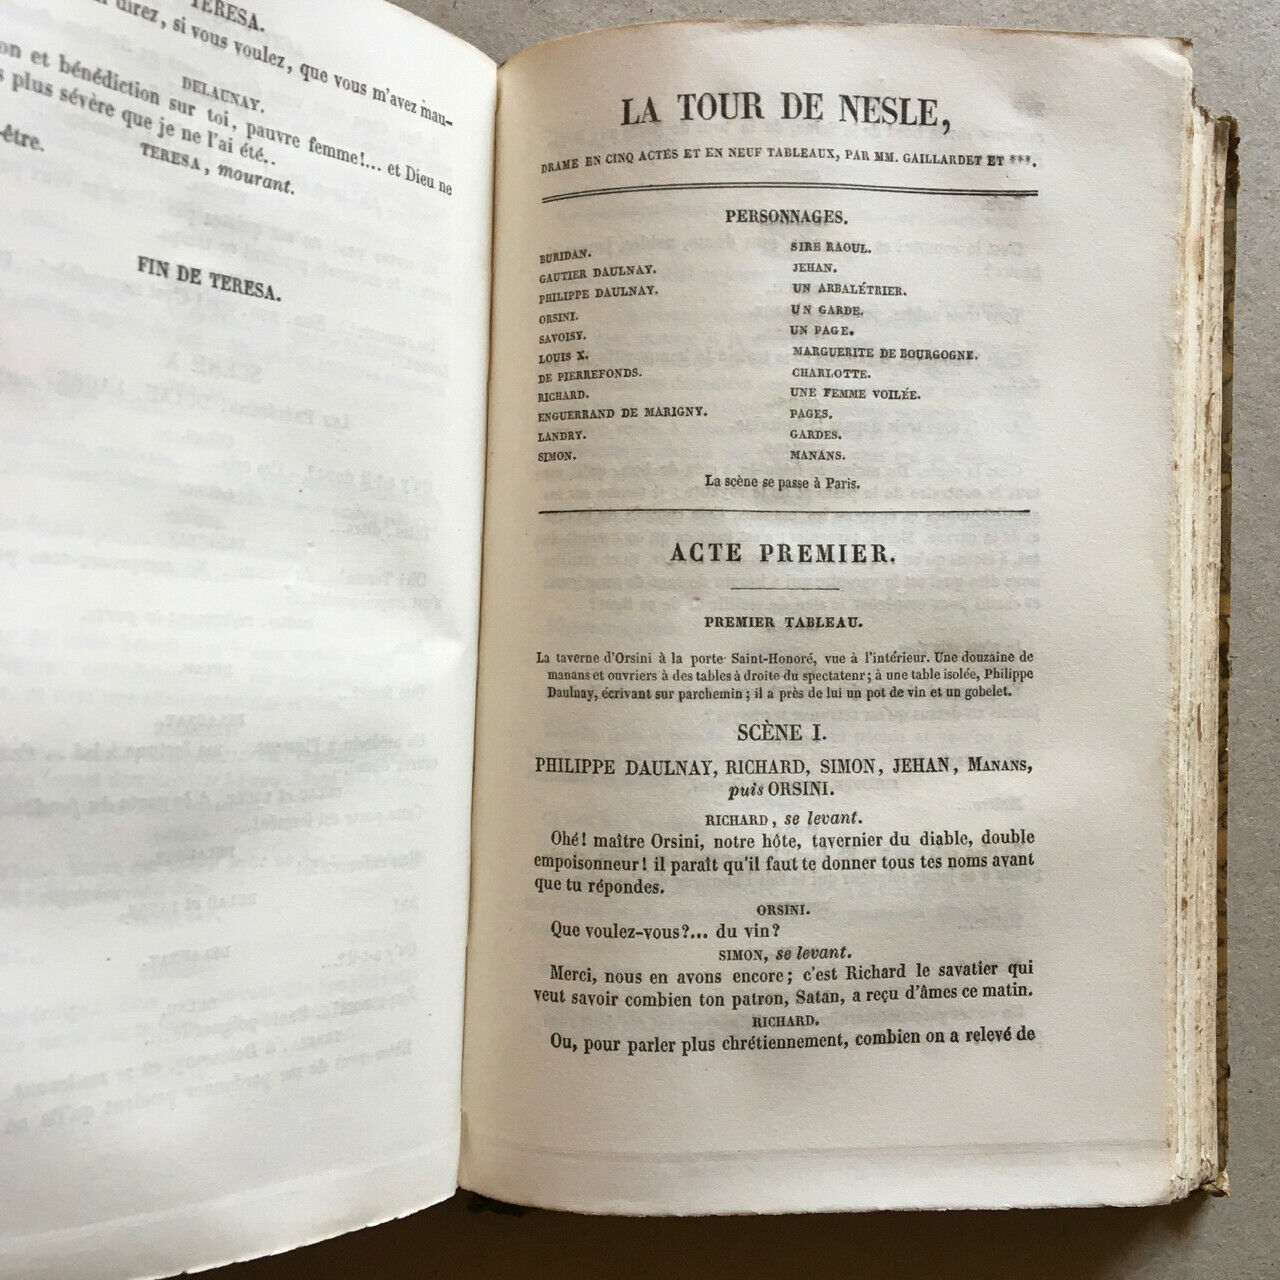 TERESA.
direz, si vous voulez, que vous m'avez mau-
DELAUNAY.
on et bénédiction sur toi, pauvre femme!... et Dieu ne
plus sévère que je ne l'ai été..
TERESA, mourant.
-être.
FIN DE TERESA.
LA TOUR DE NESLE,
DRAME EN CINQ ACTES ET EN NEUF TABLEAUX, PAR MM. GAILLARDET ET ***.
PERSONNAGES.
BURIDAN.
GAUTIER DAULNAY.
PHILIPPE DAULNAY.
ORSINI.
SAVOISY.
LOUIS X.
DE PIERREFONDS.
RICHARD.
ENGUERRAND DE MARIGNY.
LANDRY.
SIMON.
SIRE RAOUL.
JEHAN.
UN ARBALÉTRIER.
UN GARDE.
UN PAGE.
MARGUERITE DE BOURGOGNE.
CHARLOTTE.
UNE FEMME VOILÉE.
PAGES.
GARDES.
MANANS.
La scène se passe à Paris.
ACTE PREMIER.
PREMIER TABLEAU.
La taverne d'Orsini à la porte Saint-Honoré, vue à l'intérieur. Une douzaine de
manans et ouvriers à des tables à droite du spectateur; à une table isolée, Philippe
Daulnay, écrivant sur parchemin; il a près de lui un pot de vin et un gobelet.
SCÈNE I.
PHILIPPE DAULNAY, RICHARD, SIMON, JEHAN, MANANS,
puis ORSINI.
RICHARD, se levant.
Ohé! maître Orsini, notre hôte, tavernier du diable, double
empoisonneur! il paraît qu'il faut te donner tous tes noms avant
que tu répondes.
ORSINI.
Que voulez-vous?... du vin?
SIMON, se levant.
Merci, nous en avons encore; c'est Richard le savatier qui
veut savoir combien ton patron, Satan, a reçu d'âmes ce matin.
RICHARD.
Ou, pour parler plus chrétiennement, combien on a relevé de